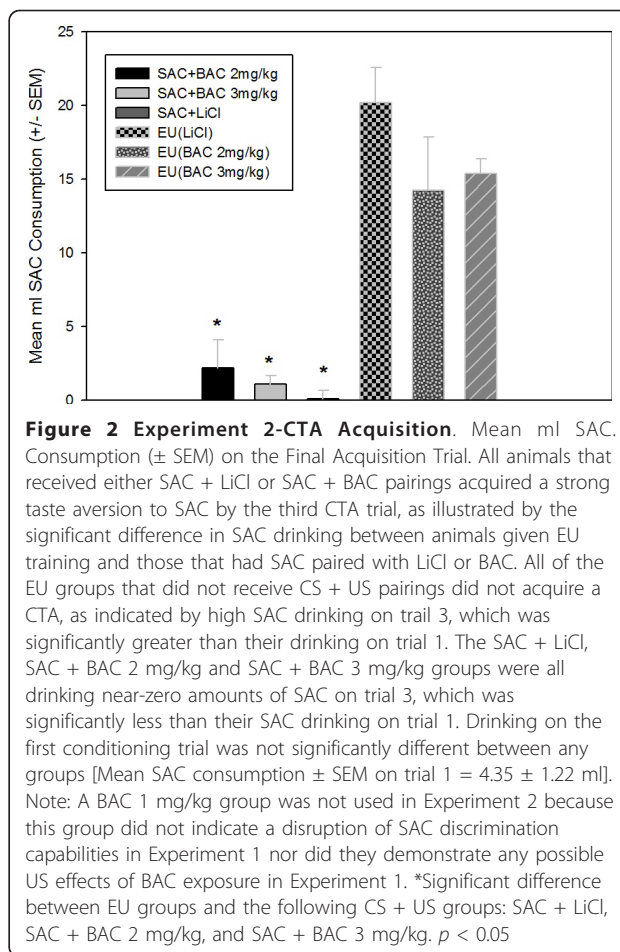 25
20
15
10
5
0
Mean ml SAC Consumption (+/- SEM)
SAC+BAC 2mg/kg
SAC+BAC 3mg/kg
SAC+LiCl
EU(LiCl)
EU(BAC 2mg/kg)
EU(BAC 3mg/kg)
* * *
Figure 2 Experiment 2-CTA Acquisition. Mean ml SAC.
Consumption (± SEM) on the Final Acquisition Trial. All animals that
received either SAC + LiCl or SAC + BAC pairings acquired a strong
taste aversion to SAC by the third CTA trial, as illustrated by the
significant difference in SAC drinking between animals given EU
training and those that had SAC paired with LiCl or BAC. All of the
EU groups that did not receive CS + US pairings did not acquire a
CTA, as indicated by high SAC drinking on trail 3, which was
significantly greater than their drinking on trial 1. The SAC + LiCl,
SAC + BAC 2 mg/kg and SAC + BAC 3 mg/kg groups were all
drinking near-zero amounts of SAC on trial 3, which was
significantly less than their SAC drinking on trial 1. Drinking on the
first conditioning trial was not significantly different between any
groups [Mean SAC consumption ± SEM on trial 1 = 4.35 ± 1.22 ml].
Note: A BAC 1 mg/kg group was not used in Experiment 2 because
this group did not indicate a disruption of SAC discrimination
capabilities in Experiment 1 nor did they demonstrate any possible
US effects of BAC exposure in Experiment 1. *Significant difference
between EU groups and the following CS + US groups: SAC + LiCl,
SAC + BAC 2 mg/kg, and SAC + BAC 3 mg/kg. p < 0.05